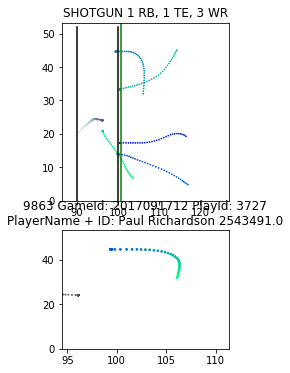 SHOTGUN 1 RB, 1 TE, 3 WR
50
40
30
20
10
0
90 100 110 120
9863 GameId: 2017091712 PlayId: 3727
PlayerName + ID: Paul Richardson 2543491.0
40
20
0
95 100 105 110